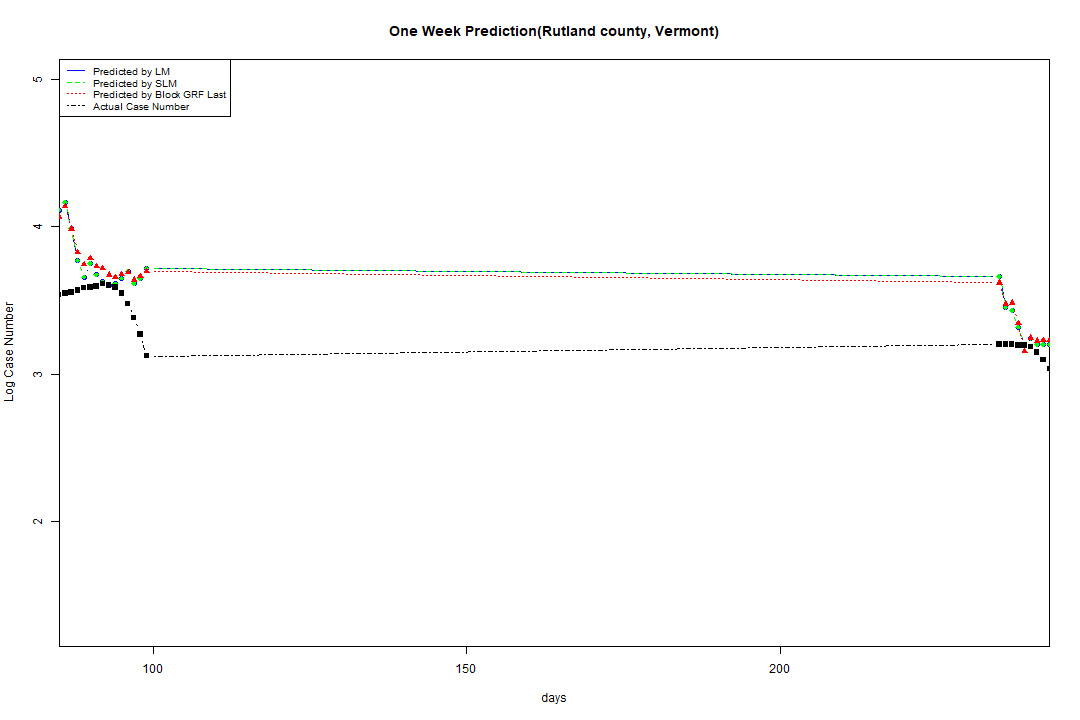 One Week Prediction(Rutland county, Vermont)
Predicted by LM
Predicted by SLM
Predicted by Block GRF Last
Actual Case Number
5
4
3
2
Log Case Number
100
150
200
days